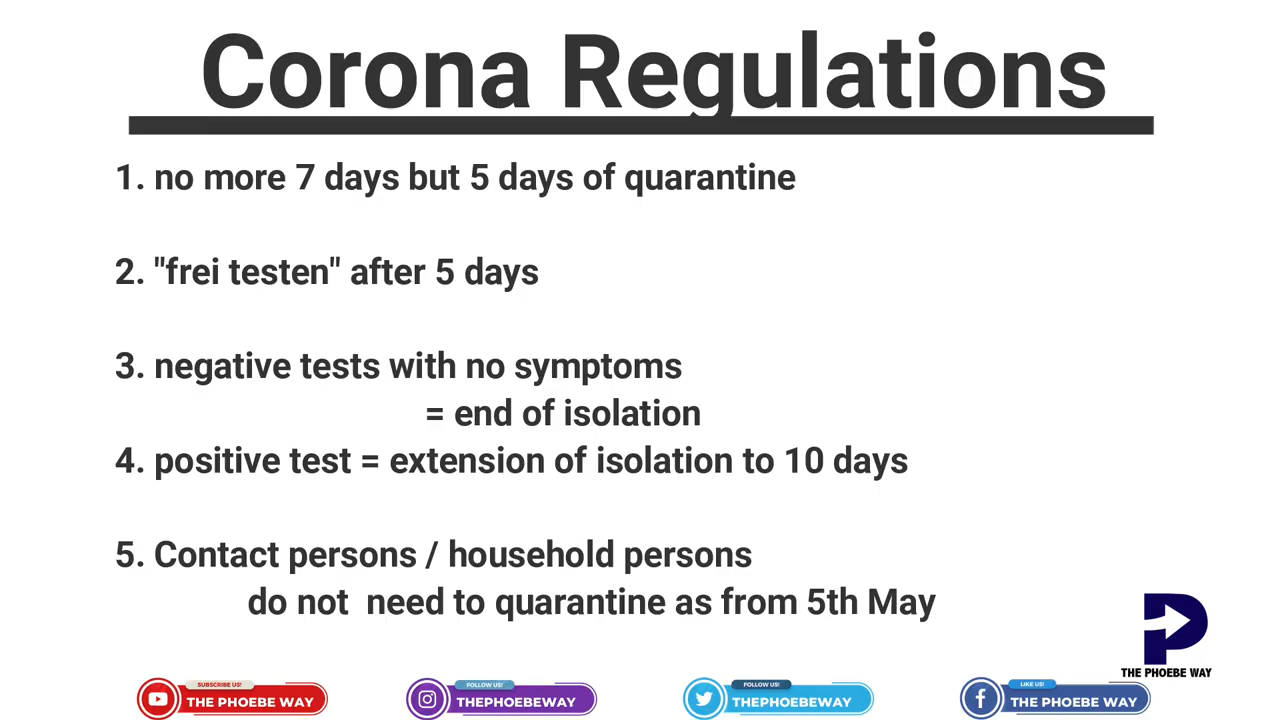 Corona Regulations
1. no more 7 days but 5 days of quarantine
2. "frei testen" after 5 days
3. negative tests with no symptoms
= end of isolation
4. positive test = extension of isolation to 10 days
5. Contact persons / household persons
do not need to quarantine as from 5th May
THE PHOEBE WAY
SUBSCRIBE US!
THE PHOEBE WAY
FOLLOW US!
THEPHOEBEWAY
FOLLOW US!
THEPHOEBEWAY
LIKE US!
THE PHOEBE WAY